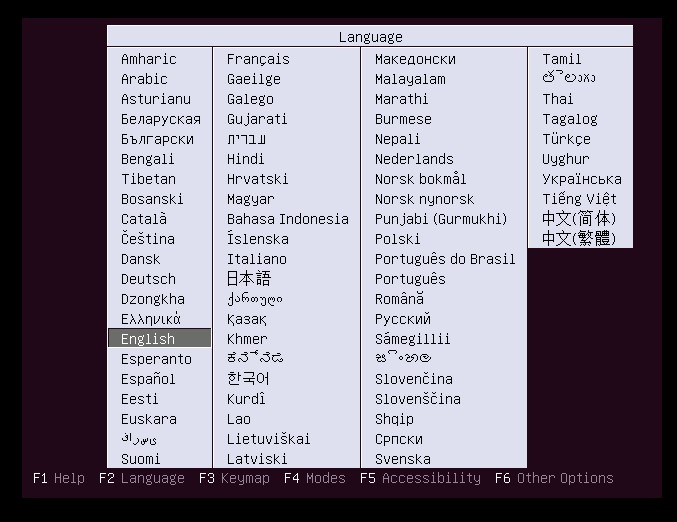 Language
Amharic
Arabic
Asturianu
Беларуская
Български
Bengali
Tibetan
Bosanski
Català
Čeština
Dansk
Deutsch
Dzongkha
Ελληνικά
English
Esperanto
Español
Eesti
Euskara
فارسی
Suomi
Français
Gaeilge
Galego
Gujarati
עברית
Hindi
Hrvatski
Magyar
Bahasa Indonesia
Íslenska
Italiano
日本語
ქართული
Қазақ
Khmer
ಕನ್ನಡ
한국어
Kurdî
Lao
Lietuviškai
Latviski
Македонски
Malayalam
Marathi
Burmese
Nepali
Nederlands
Norsk bokmål
Norsk nynorsk
Punjabi (Gurmukhi)
Polski
Português do Brasil
Português
Română
Русский
Sámegillii
සිංහල
Slovenčina
Slovenščina
Shqip
Српски
Svenska
Tamil
తెలుగు
Thai
Tagalog
Türkçe
Uyghur
Українська
Tiếng Việt
中文(简体)
中文(繁體)
F1 Help F2 Language F3 Keymap F4 Modes F5 Accessibility F6 Other Options